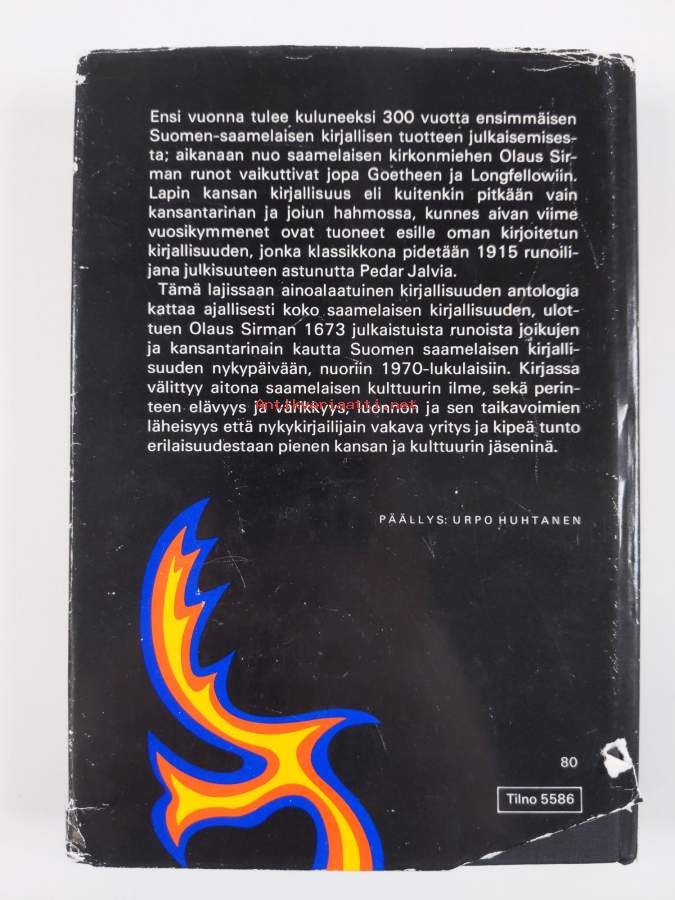 Ensi vuonna tulee kuluneeksi 300 vuotta ensimmäisen
Suomen-saamelaisen kirjallisen tuotteen julkaisemises-
ta; aikanaan nuo saamelaisen kirkonmiehen Olaus Sir-
man runot vaikuttivat jopa Goetheen ja Longfellowiin.
Lapin kansan kirjallisuus eli kuitenkin pitkään vain
kansantarinan ja joiun hahmossa, kunnes aivan viime
vuosikymmenet ovat tuoneet esille oman kirjoitetun
kirjallisuuden, jonka klassikkona pidetään 1915 runoili-
jana julkisuuteen astunutta Pedar Jalvia.
Tämä lajissaan ainoalaatuinen kirjallisuuden antologia
kattaa ajallisesti koko saamelaisen kirjallisuuden, ulot-
tuen Olaus Sirman 1673 julkaistuista runoista joikujen
ja kansantarinain kautta Suomen saamelaisen kirjalli-
suuden nykypäivään, nuoriin 1970-lukulaisiin. Kirjassa
välittyy aitona saamelaisen kulttuurin ilme, sekä perin-
teen elävyys ja värikkyys, luonnon ja sen taikavoimien
Antikvariaatti.net
läheisyys että nykykirjailijain vakava yritys ja kipeä tunto
erilaisuudestaan pienen kansan ja kulttuurin jäseninä.
PÄÄLLYS: URPO HUHTANEN
80
Tilno 5586